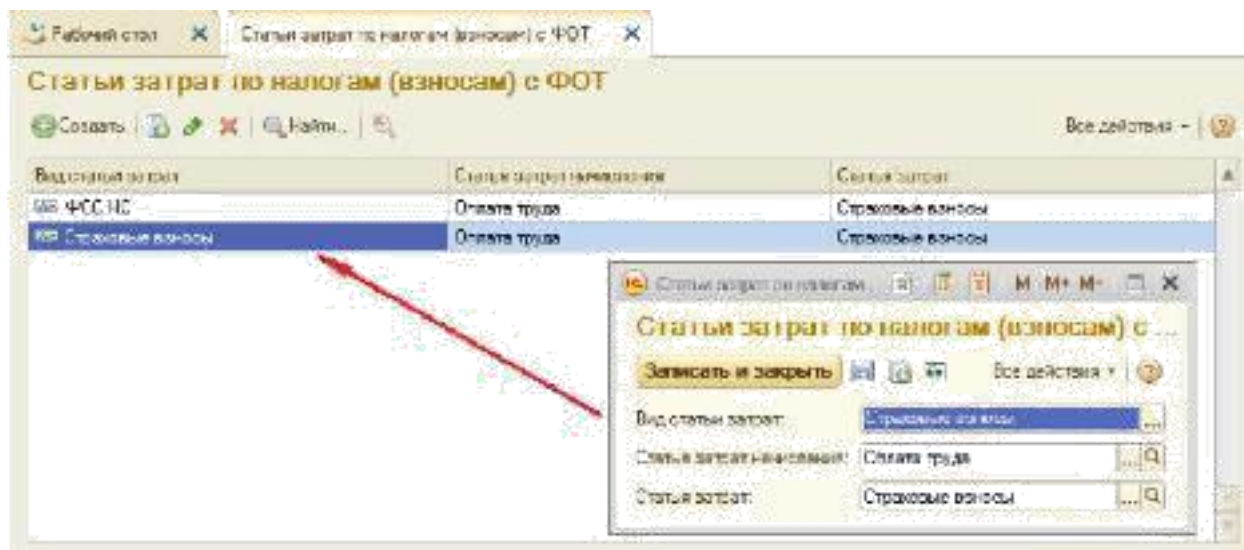 Рабочий стол Статьи затрат по налогам (взносам) с ФОТ
Статьи затрат по налогам (взносам) с ФОТ
Создать Найти... Все действия
Вид статьи затрат Статья затрат начисления Статья затрат
ФСС НС Оплата труда Страховые взносы
Страховые взносы Оплата труда Страховые взносы
Статьи затрат по налогам... M M+ M-
Статьи затрат по налогам (взносам) с ...
Записать и закрыть Все действия
Вид статьи затрат: Страховые взносы
Статья затрат начисления: Оплата труда
Статья затрат: Страховые взносы